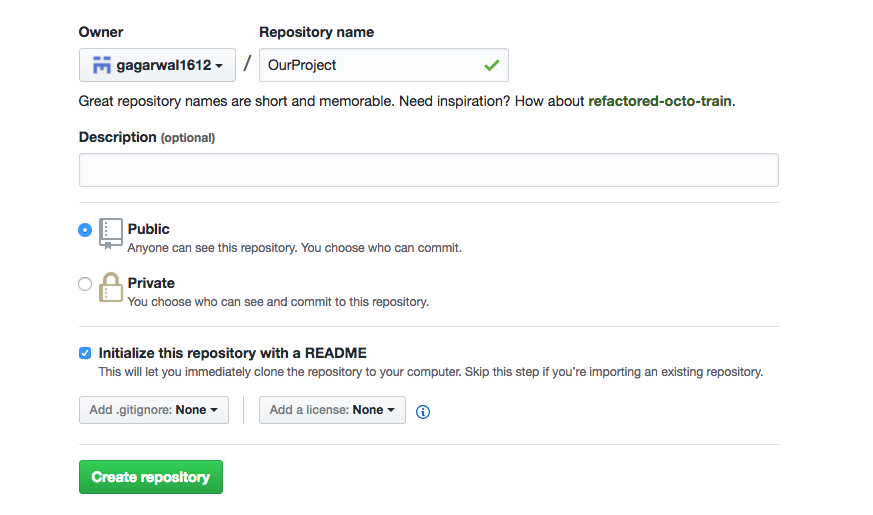 Owner
Repository name
gagarwal1612 / OurProject
Great repository names are short and memorable. Need inspiration? How about refactored-octo-train.
Description (optional)
Public
Anyone can see this repository. You choose who can commit.
Private
You choose who can see and commit to this repository.
Initialize this repository with a README
This will let you immediately clone the repository to your computer. Skip this step if you’re importing an existing repository.
Add .gitignore: None
Add a license: None
Create repository